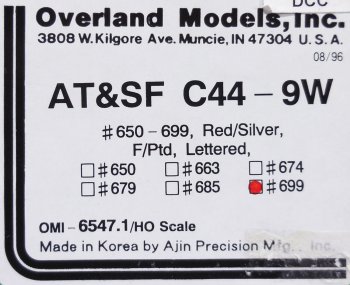 DCC
Overland Models, Inc.
3808 W. Kilgore Ave. Muncie, IN 47304 U.S.A.
08/96
AT&SF C44-9W
#650-699, Red/Silver,
F/Ptd, Lettered,
#650 #663 #674
#679 #685 #699
OMI-6547.1/HO Scale
Made in Korea by Ajin Precision Mfg., Inc.